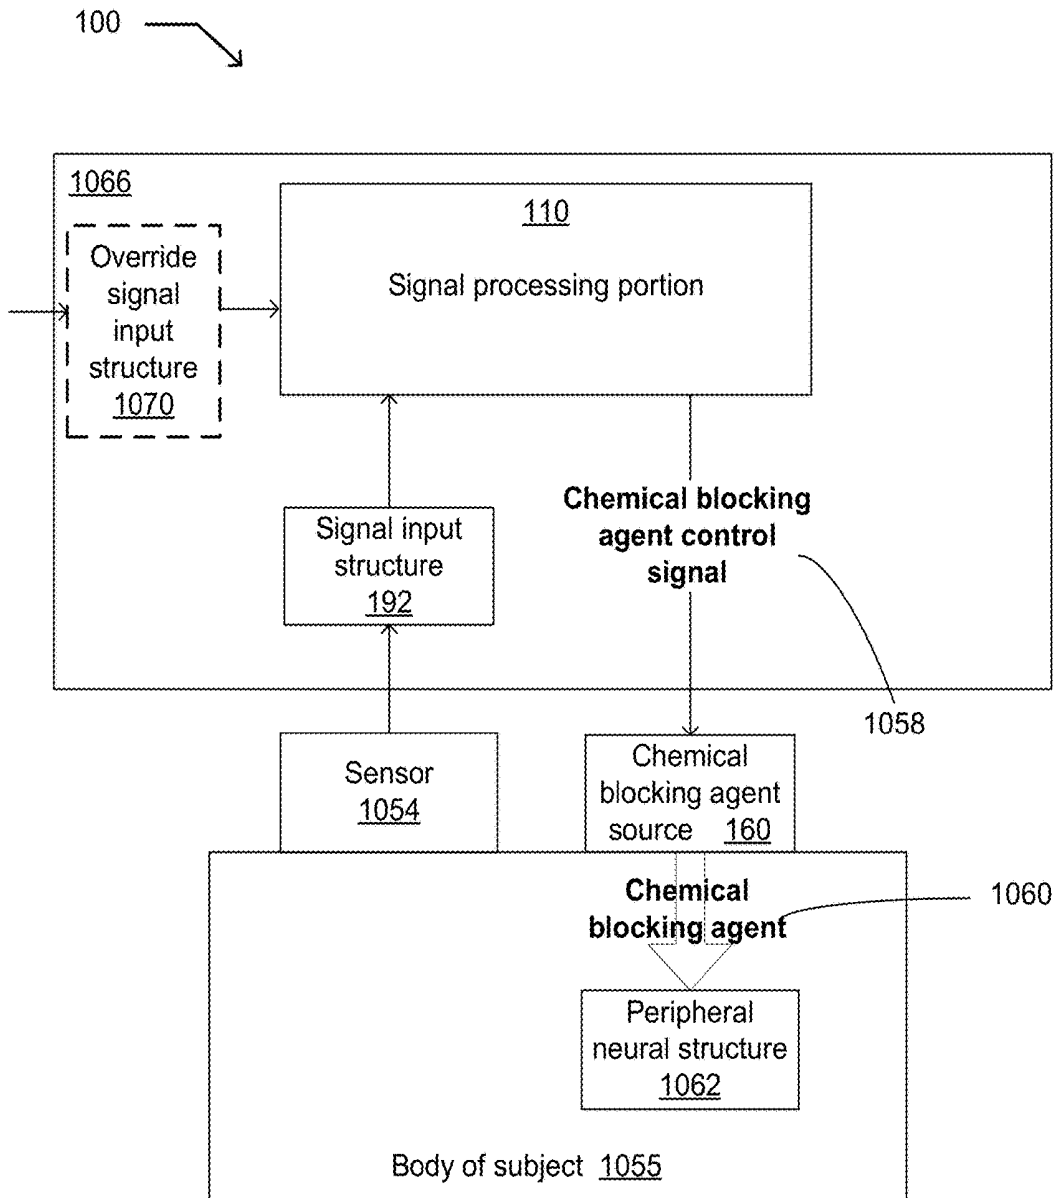 100
1066
Override
signal
input
structure
1070
110
Signal processing portion
Signal input
structure
192
Chemical blocking
agent control
signal
1058
Sensor
1054
Chemical
blocking agent
source 160
Chemical
blocking agent
1060
Peripheral
neural structure
1062
Body of subject 1055